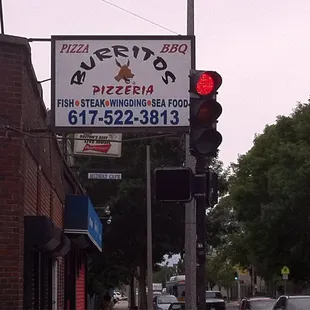 PIZZA BURRITOS BBQ
PIZZERIA
FISH • STEAK • WINGDING • SEA FOOD
617-522-3813